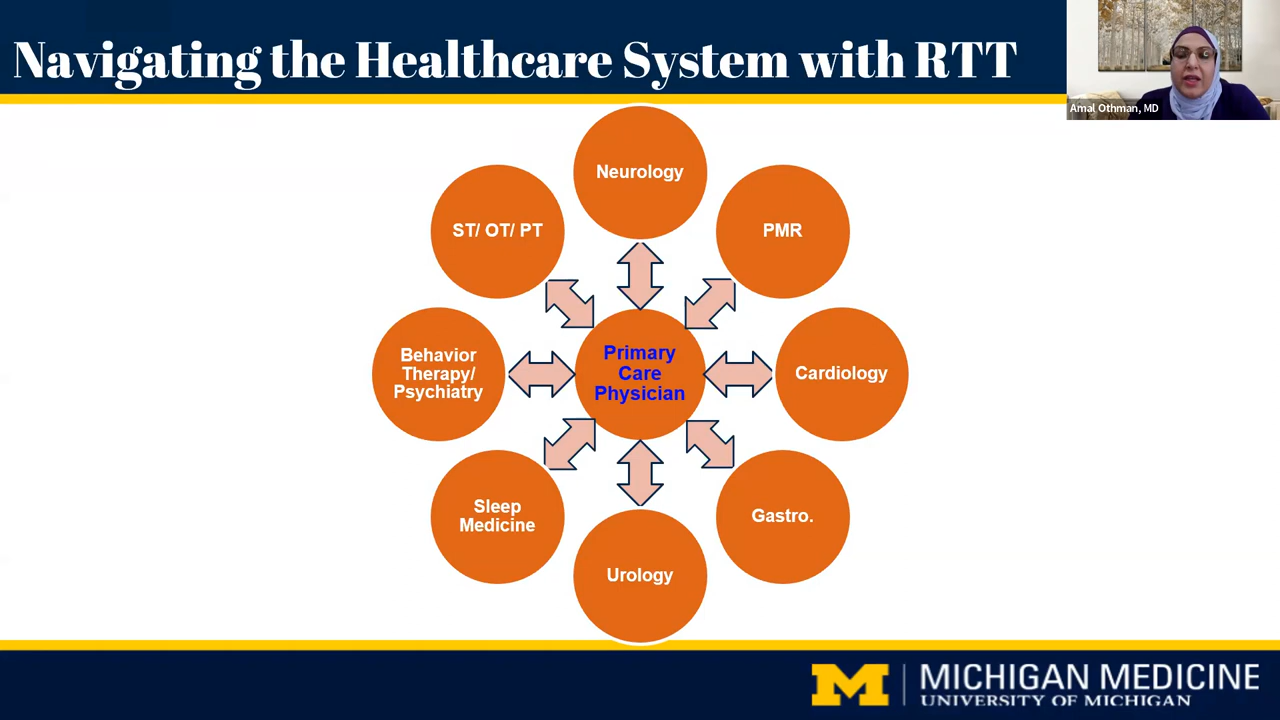 Navigating the Healthcare System with RTT
Amal Othman, MD
Neurology
ST/ OT/ PT
PMR
Behavior
Therapy/
Psychiatry
Primary
Care
Physician
Cardiology
Sleep
Medicine
Gastro.
Urology
M
MICHIGAN MEDICINE
UNIVERSITY OF MICHIGAN